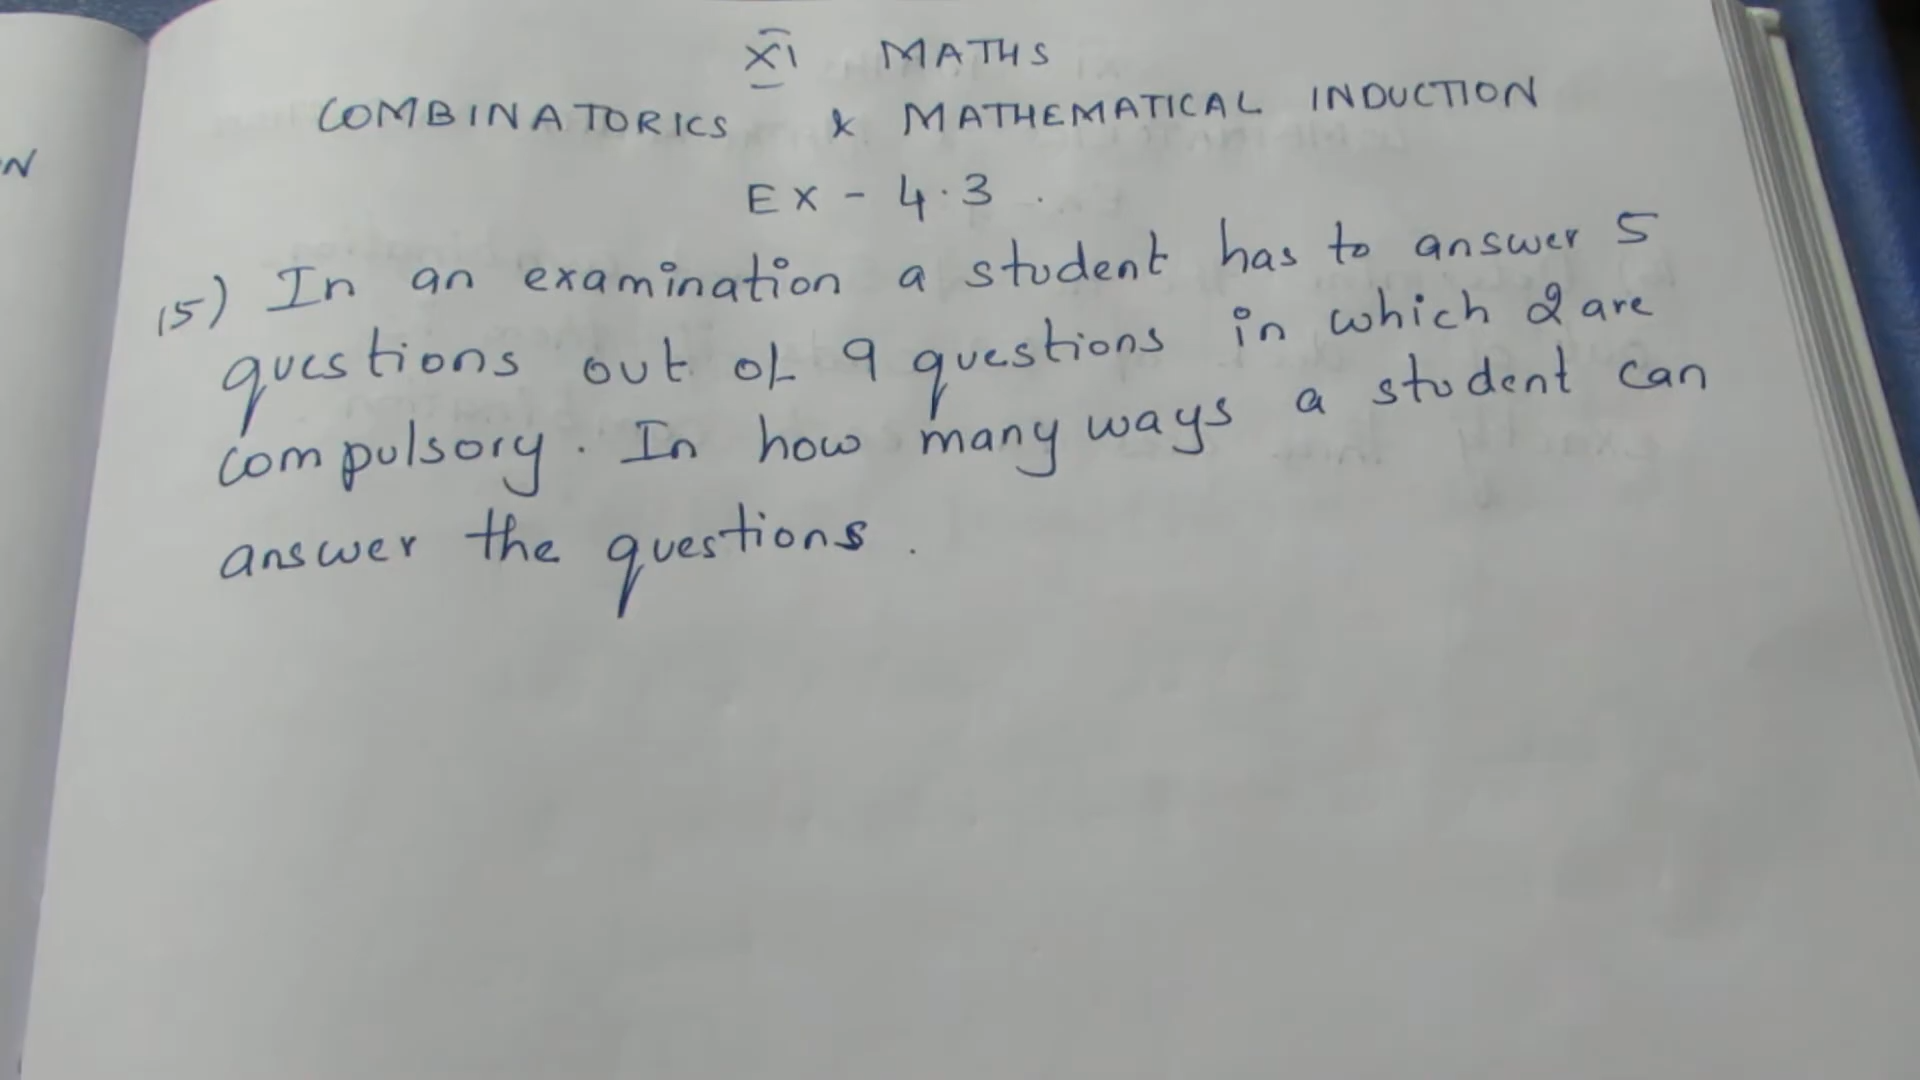 XI MATHS
COMBINATORICS & MATHEMATICAL INDUCTION
N
EX - 4.3.
15) In an examination a student has to answer 5
questions out of 9 questions in which 2 are
compulsory. In how many ways a student can
answer the questions.